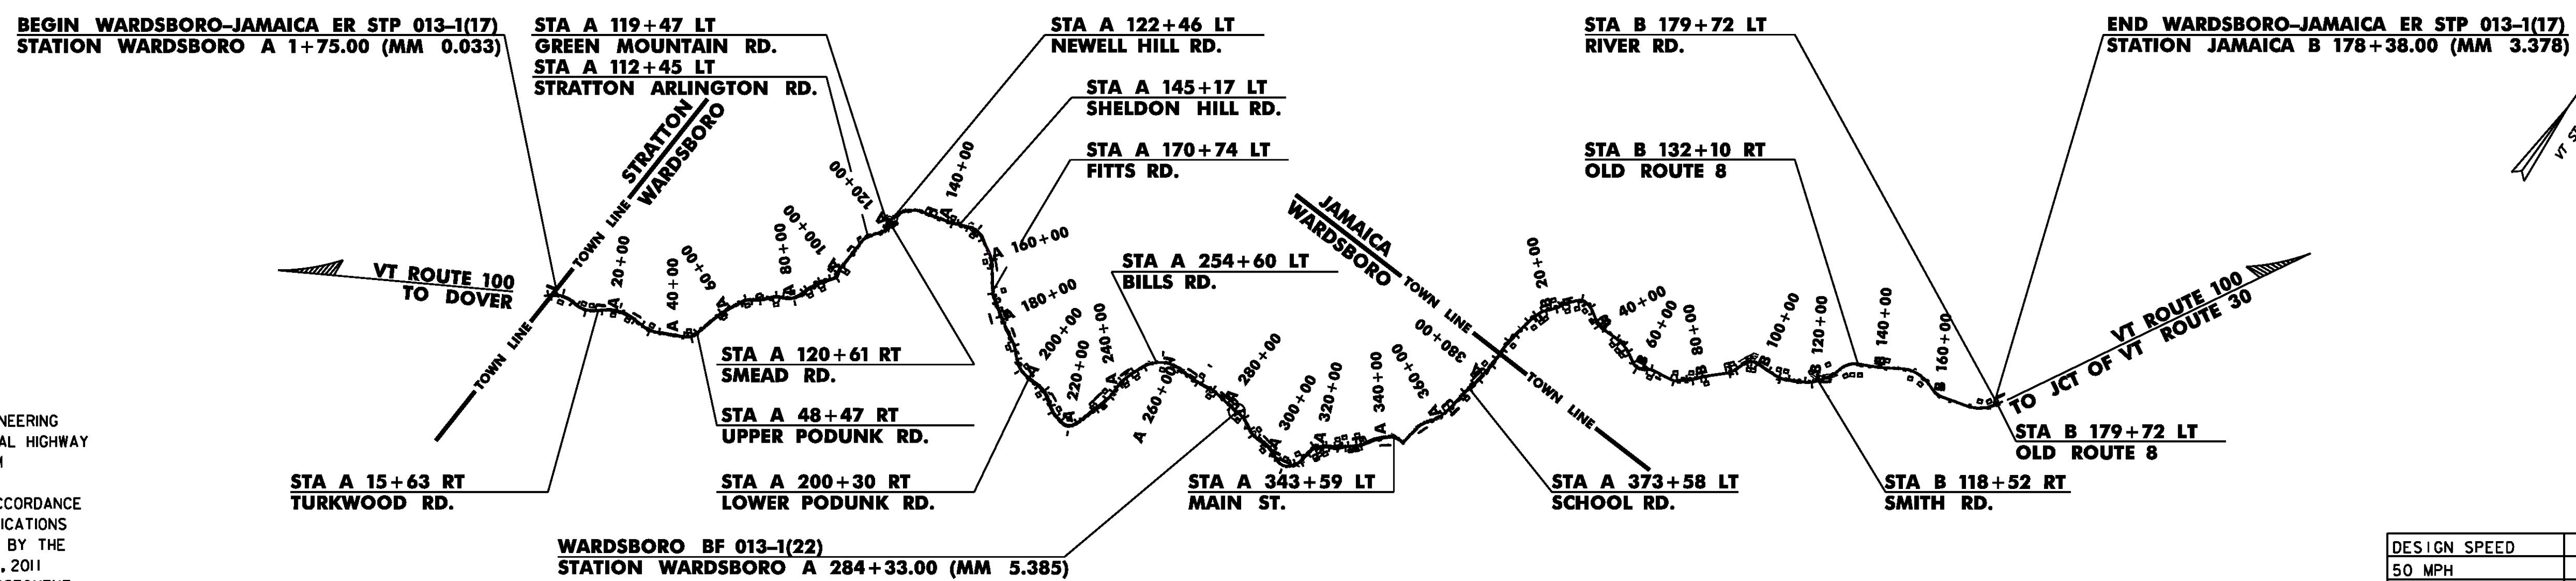 BEGIN WARDSBORO-JAMAICA ER STP 013-1(17)
STATION WARDSBORO A 1+75.00 (MM 0.033)
STA A 119+47 LT
GREEN MOUNTAIN RD.
STA A 112+45 LT
STRATTON ARLINGTON RD.
STA A 122+46 LT
NEWELL HILL RD.
STA A 145+17 LT
SHELDON HILL RD.
STA A 170+74 LT
FITTS RD.
STA B 179+72 LT
RIVER RD.
STA B 132+10 RT
OLD ROUTE 8
END WARDSBORO-JAMAICA ER STP 013-1(17)
STATION JAMAICA B 178+38.00 (MM 3.378)
STRATTON
WARDSBORO
TOWN LINE
TOWN LINE
VT ROUTE 100
TO DOVER
A 20+00
A 40+00
A 60+00
A 80+00
A 100+00
A 120+00
A 140+00
A 160+00
A 180+00
A 200+00
A 220+00
A 240+00
A 260+00
A 280+00
A 300+00
A 320+00
A 340+00
A 360+00
A 380+00
STA A 254+60 LT
BILLS RD.
JAMAICA
WARDSBORO
TOWN LINE
TOWN LINE
B 20+00
B 40+00
B 60+00
B 80+00
B 100+00
B 120+00
B 140+00
B 160+00
VT ROUTE 100
TO JCT OF VT ROUTE 30
VT
STA A 120+61 RT
SMEAD RD.
STA A 48+47 RT
UPPER PODUNK RD.
STA A 15+63 RT
TURKWOOD RD.
STA A 200+30 RT
LOWER PODUNK RD.
STA A 343+59 LT
MAIN ST.
STA A 373+58 LT
SCHOOL RD.
STA B 118+52 RT
SMITH RD.
STA B 179+72 LT
OLD ROUTE 8
WARDSBORO BF 013-1(22)
STATION WARDSBORO A 284+33.00 (MM 5.385)
NEERING
AL HIGHWAY
CCORDANCE
ICATIONS
BY THE
, 2011
DESIGN SPEED
50 MPH